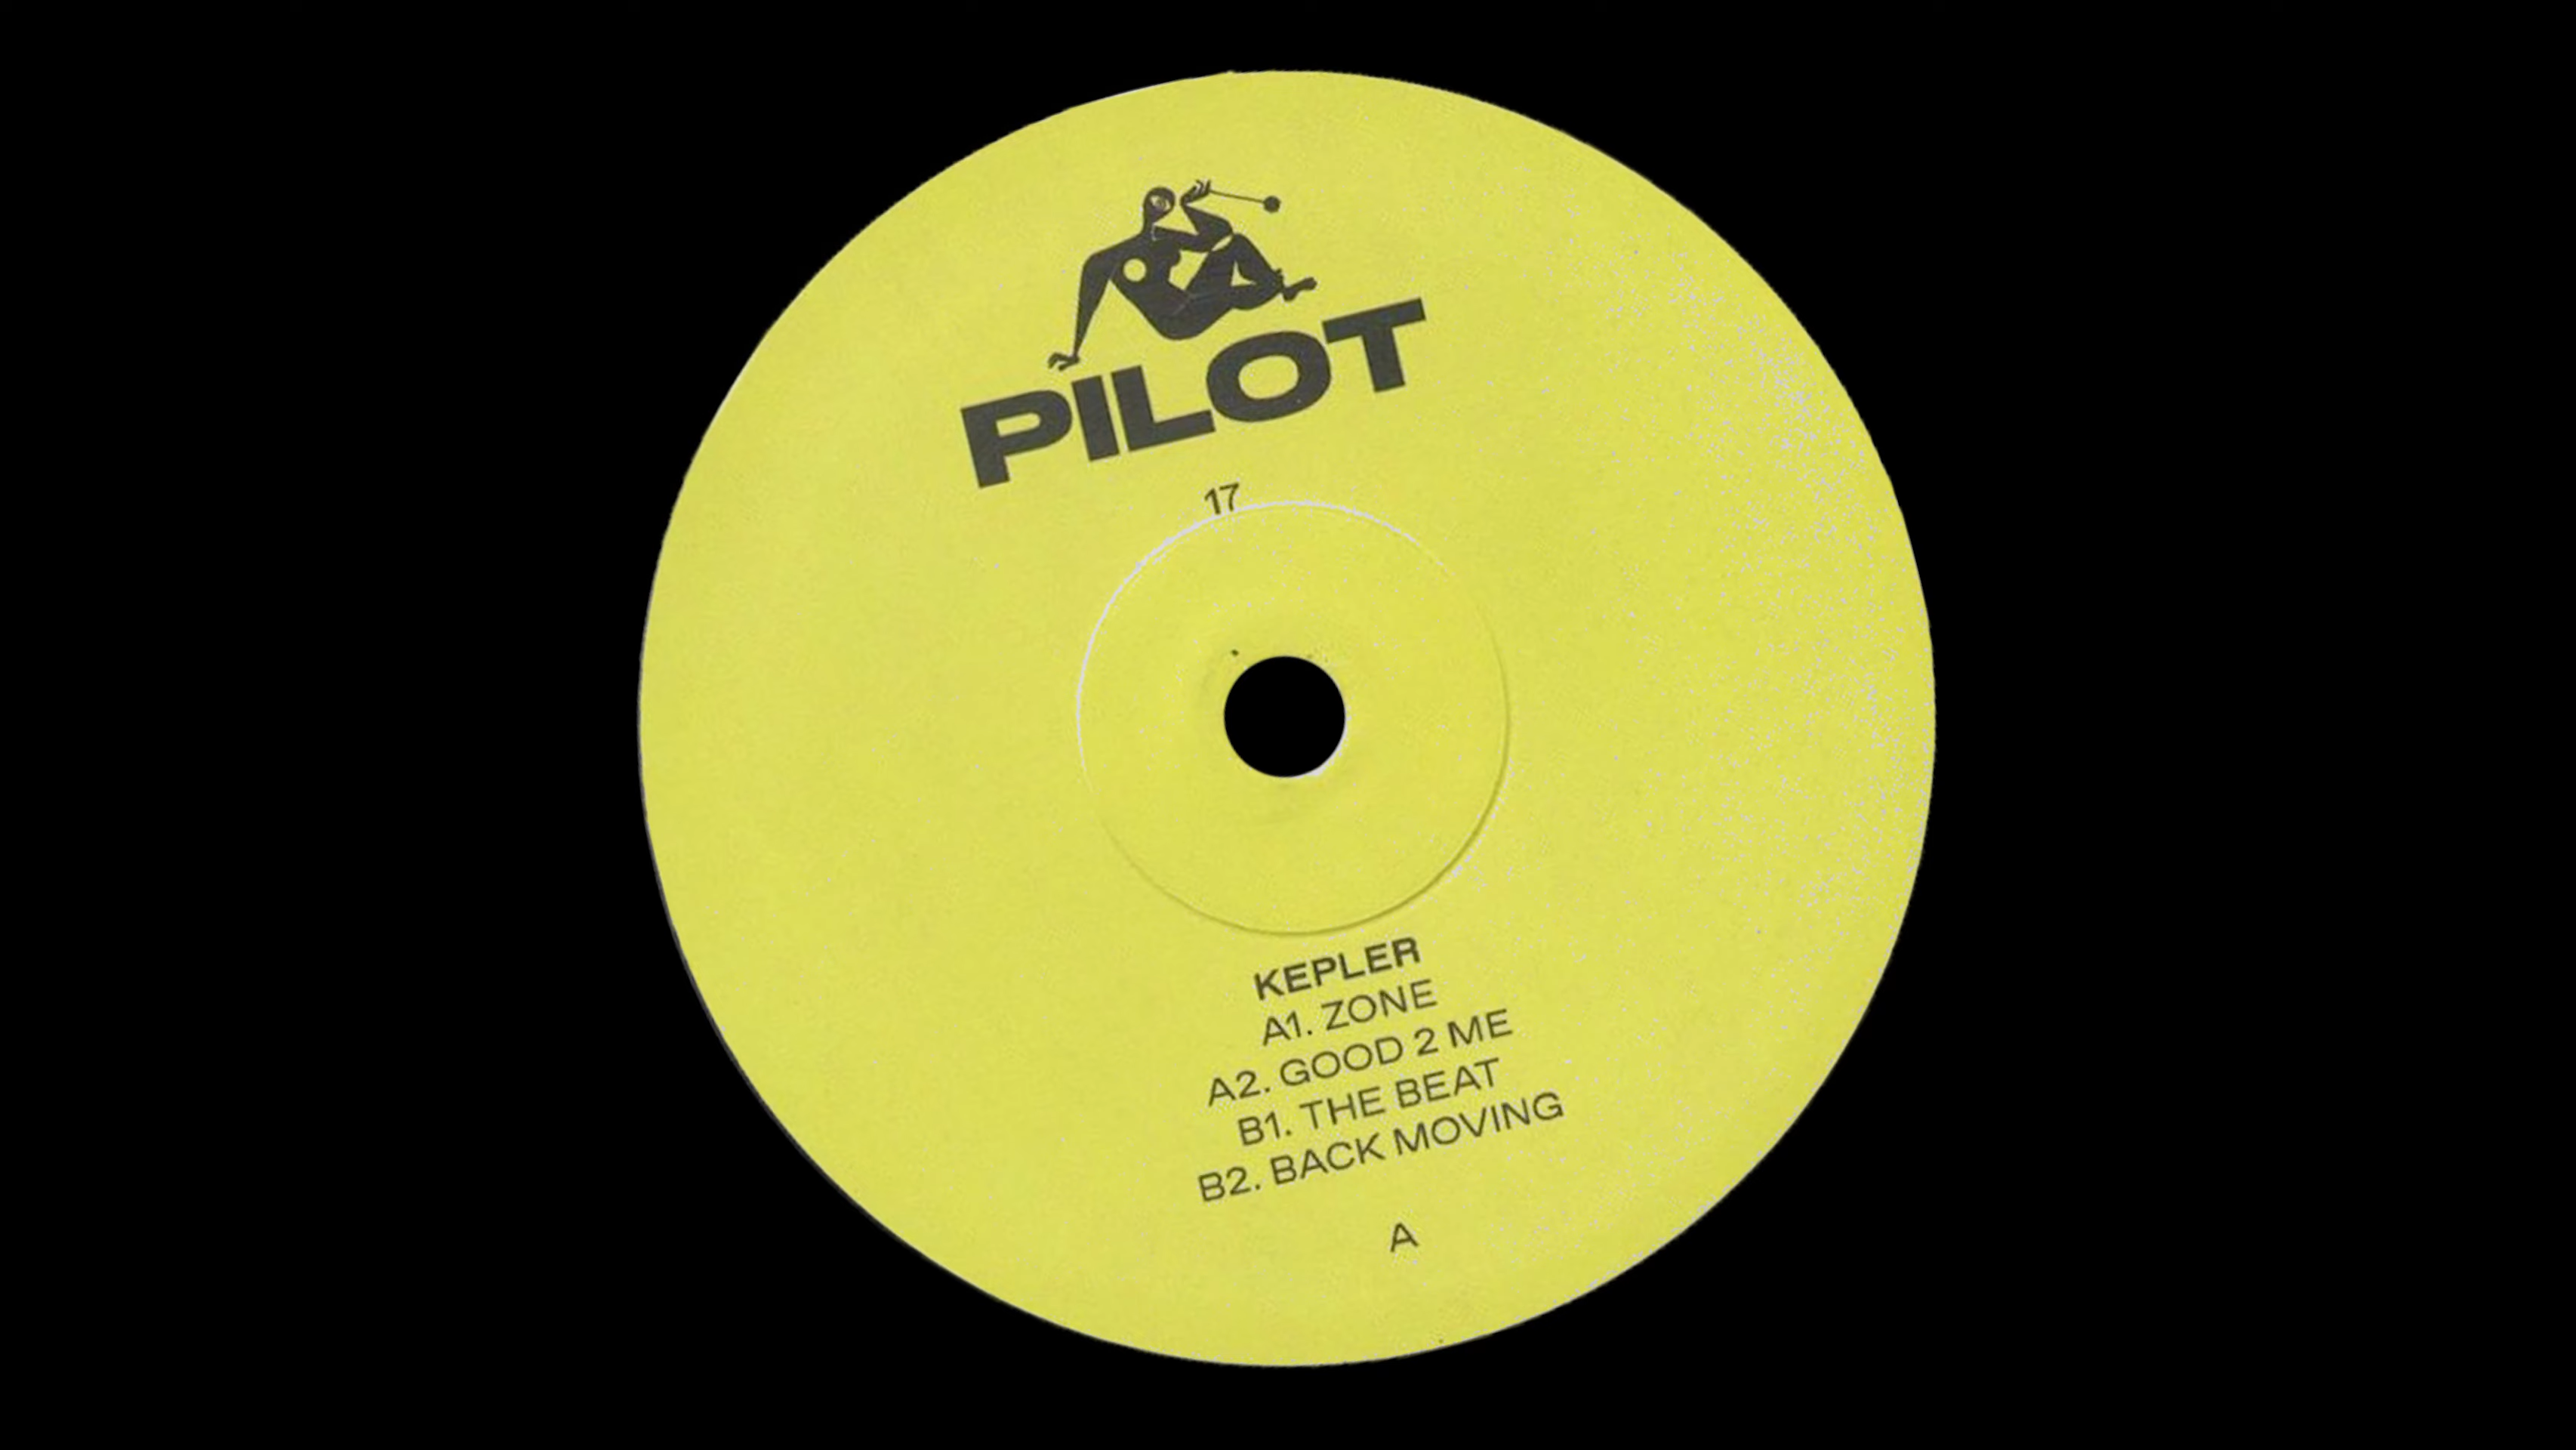 PILOT
17
KEPLER
A1. ZONE
A2. GOOD 2 ME
B1. THE BEAT
B2. BACK MOVING
A